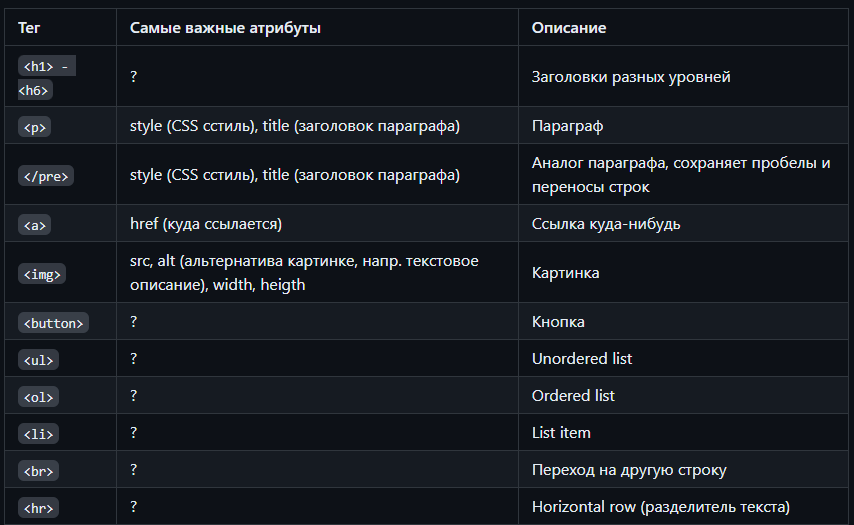 Тег Самые важные атрибуты Описание
<h1> -
<h6> ? Заголовки разных уровней
<p> style (CSS сстиль), title (заголовок параграфа) Параграф
</pre> style (CSS сстиль), title (заголовок параграфа) Аналог параграфа, сохраняет пробелы и
переносы строк
<a> href (куда ссылается) Ссылка куда-нибудь
<img> src, alt (альтернатива картинке, напр. текстовое
описание), width, heigth Картинка
<button> ? Кнопка
<ul> ? Unordered list
<ol> ? Ordered list
<li> ? List item
<br> ? Переход на другую строку
<hr> ? Horizontal row (разделитель текста)